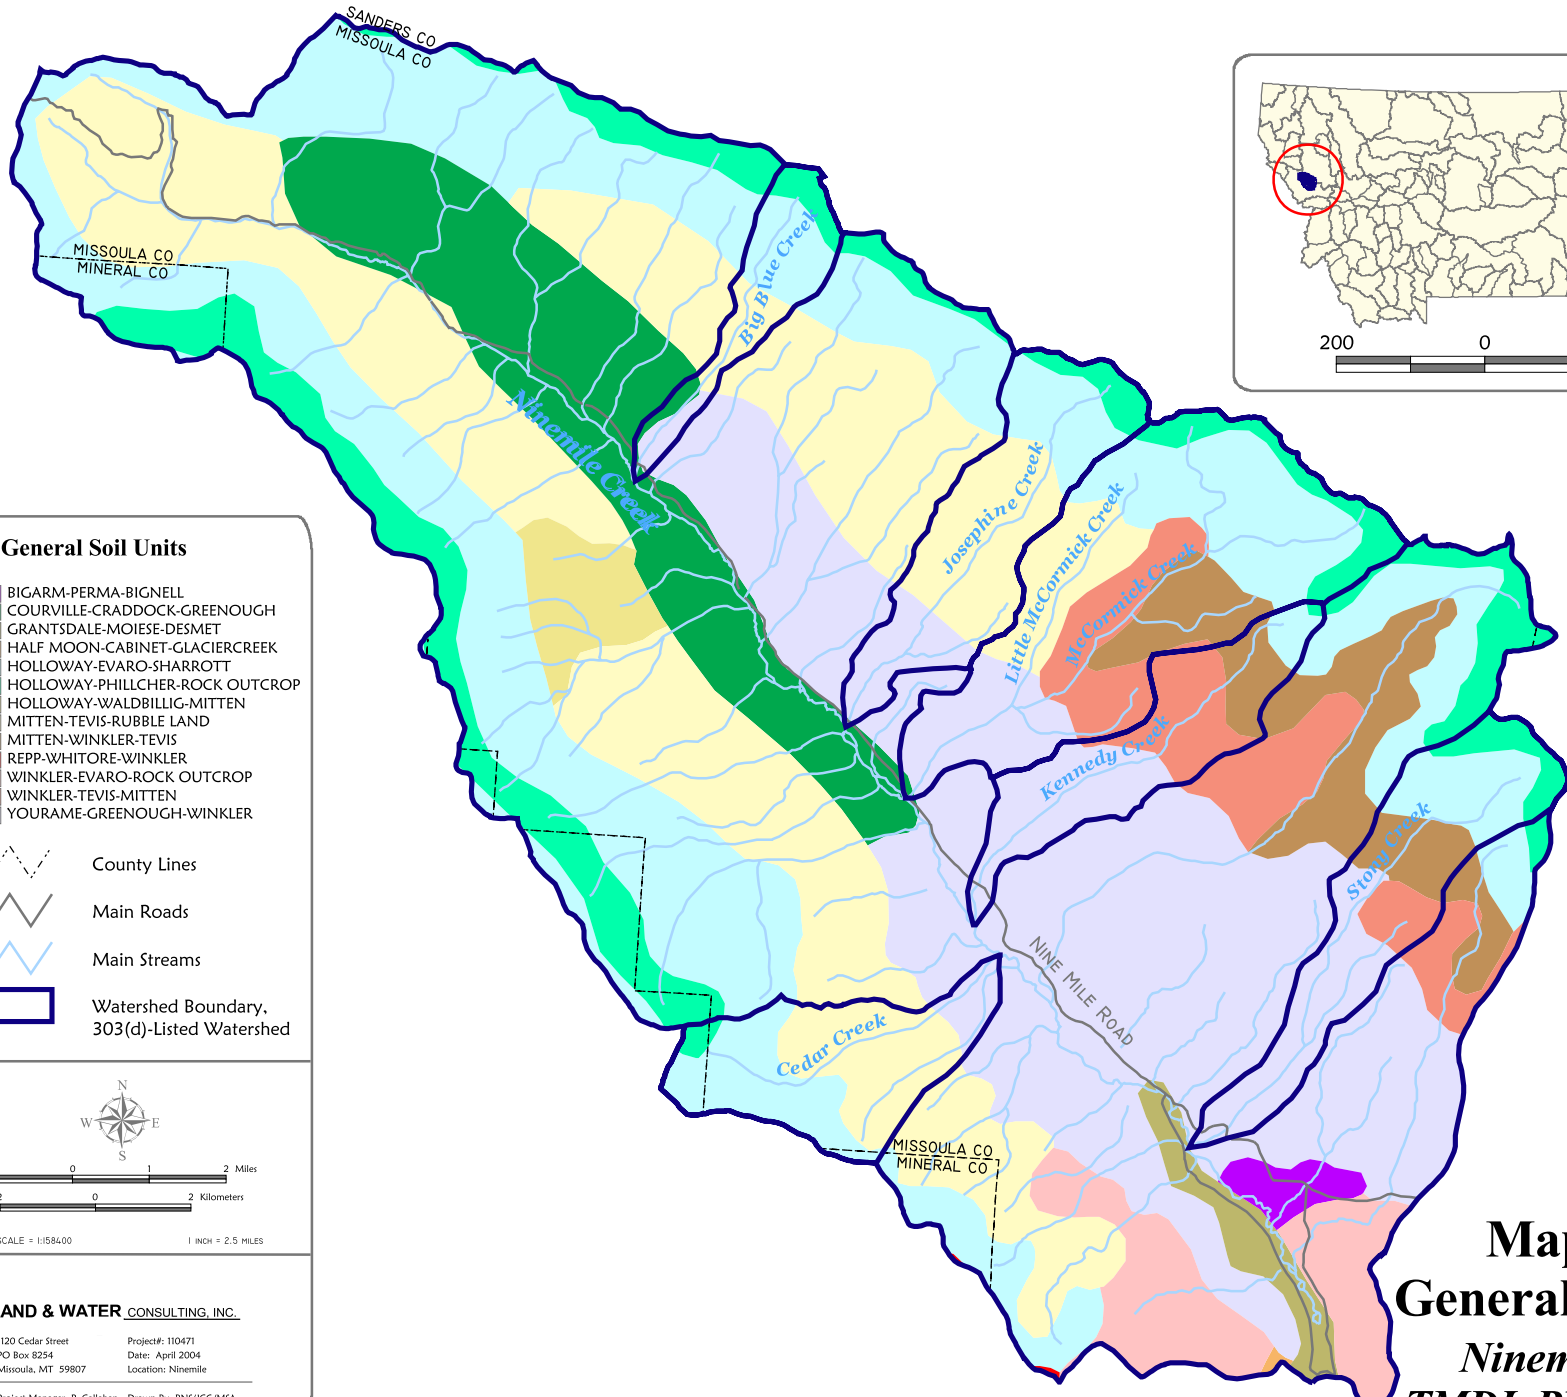 SANDERS CO
MISSOULA CO
MISSOULA CO
MINERAL CO
Big Blue Creek
Ninemile Creek
Josephine Creek
Little McCormick Creek
McCormick Creek
Kennedy Creek
Stony Creek
NINE MILE ROAD
Cedar Creek
MISSOULA CO
MINERAL CO
200 0
General Soil Units
BIGARM-PERMA-BIGNELL
COURVILLE-CRADDOCK-GREENOUGH
GRANTSDALE-MOIESE-DESMET
HALF MOON-CABINET-GLACIERCREEK
HOLLOWAY-EVARO-SHARROTT
HOLLOWAY-PHILLCHER-ROCK OUTCROP
HOLLOWAY-WALDBILLIG-MITTEN
MITTEN-TEVIS-RUBBLE LAND
MITTEN-WINKLER-TEVIS
REPP-WHITORE-WINKLER
WINKLER-EVARO-ROCK OUTCROP
WINKLER-TEVIS-MITTEN
YOURAME-GREENOUGH-WINKLER
County Lines
Main Roads
Main Streams
Watershed Boundary,
303(d)-Listed Watershed
N
W E
S
0 1 2 Miles
2 0 2 Kilometers
SCALE = 1:158400 1 INCH = 2.5 MILES
AND & WATER CONSULTING, INC.
120 Cedar Street Project#: 110471
PO Box 8254 Date: April 2004
Missoula, MT 59807 Location: Ninemile
Map
General
Ninem